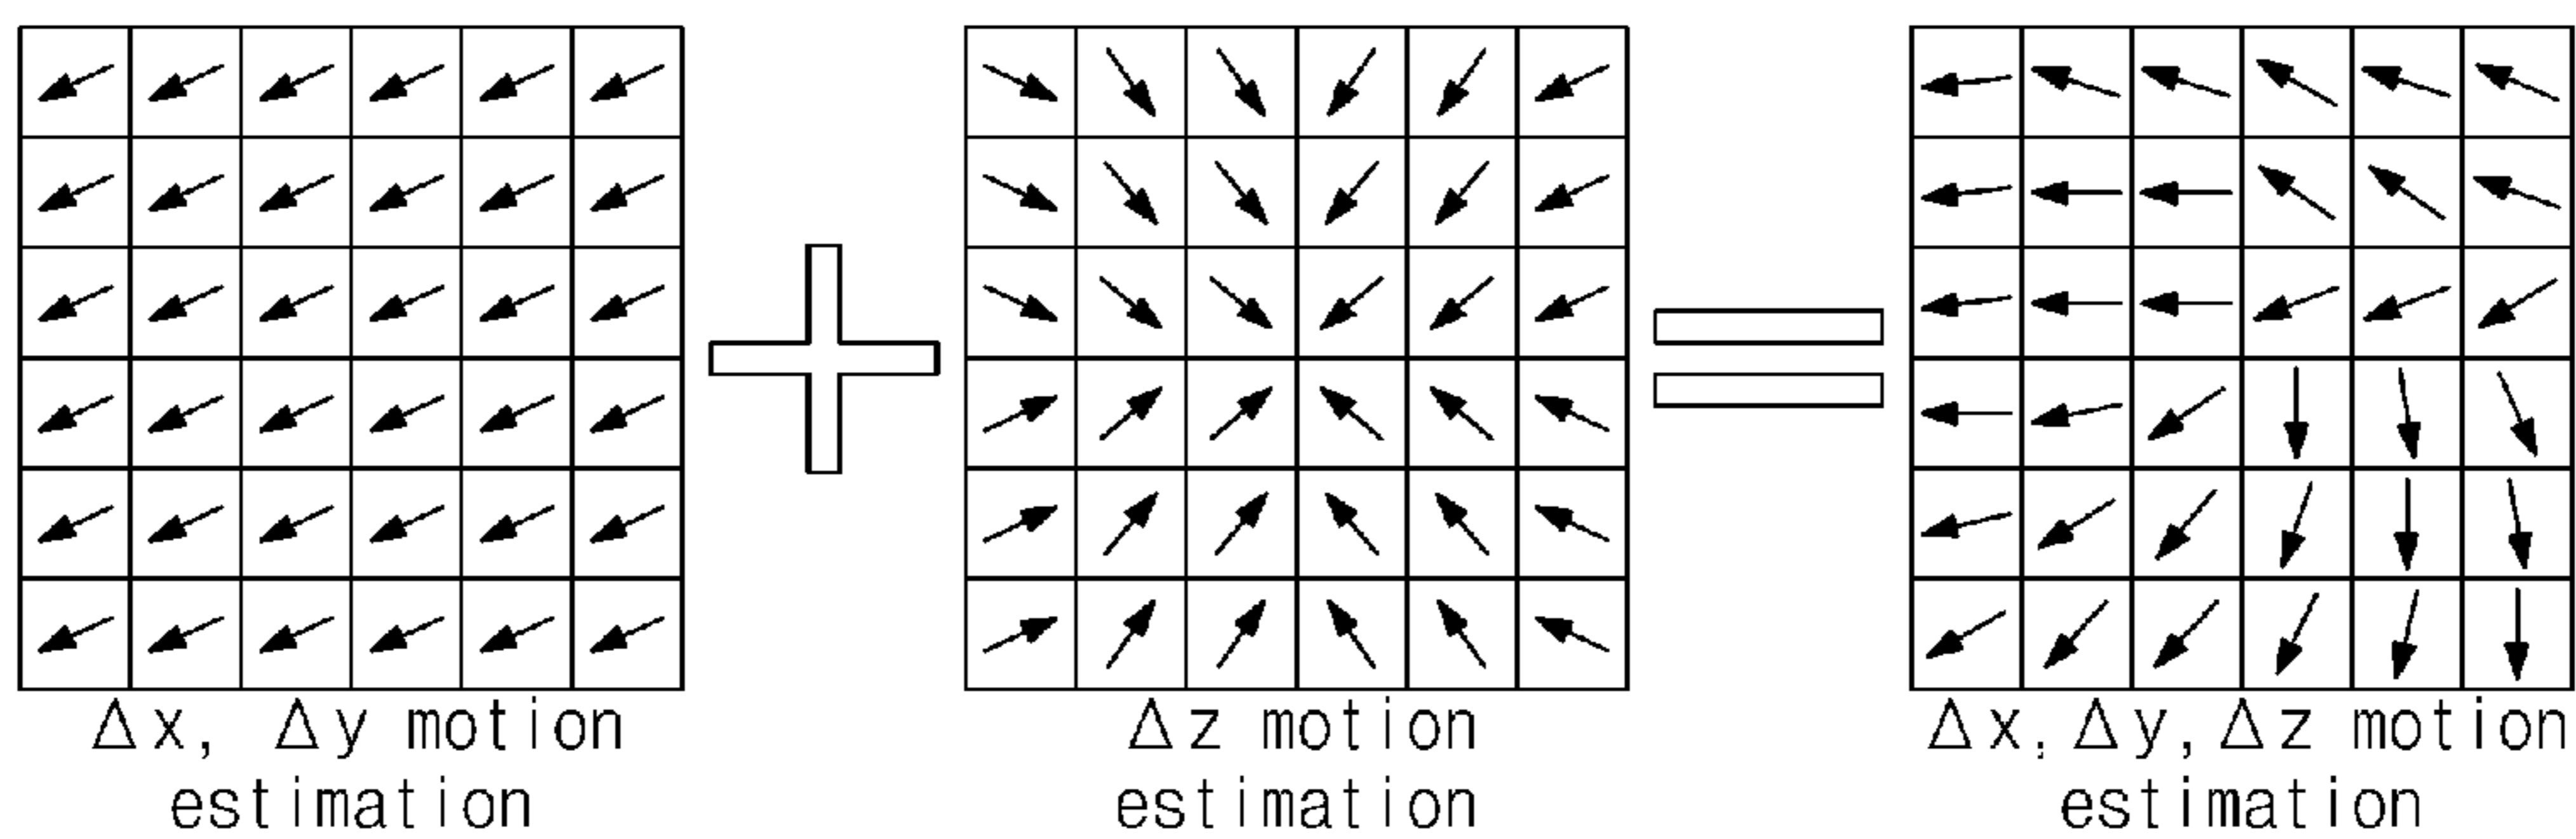 Δx, Δy motion
estimation
Δz motion
estimation
Δx, Δy, Δz motion
estimation